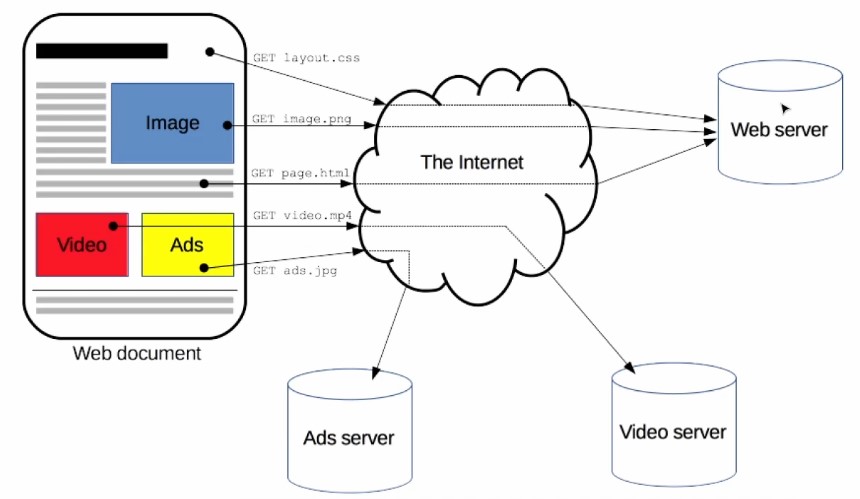 GET layout.css
Image
GET image.png
The Internet
Web server
GET page.html
GET video.mp4
Video
Ads
GET ads.jpg
Web document
Ads server
Video server